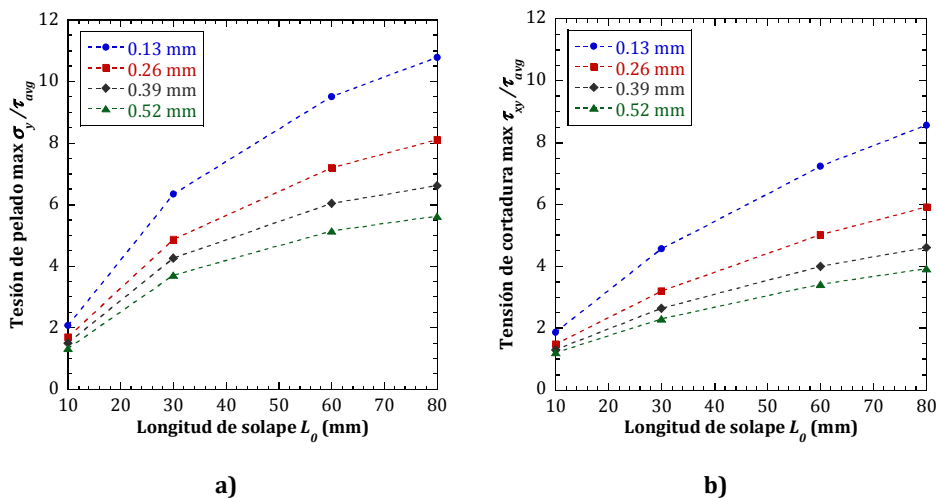 Tesión de pelado max σy/τavg
12
10
8
6
4
2
0
0.13 mm
0.26 mm
0.39 mm
0.52 mm
10 20 30 40 50 60 70 80
Longitud de solape L0 (mm)
a)
Tensión de cortadura max τxy/τavg
12
10
8
6
4
2
0
0.13 mm
0.26 mm
0.39 mm
0.52 mm
10 20 30 40 50 60 70 80
Longitud de solape L0 (mm)
b)